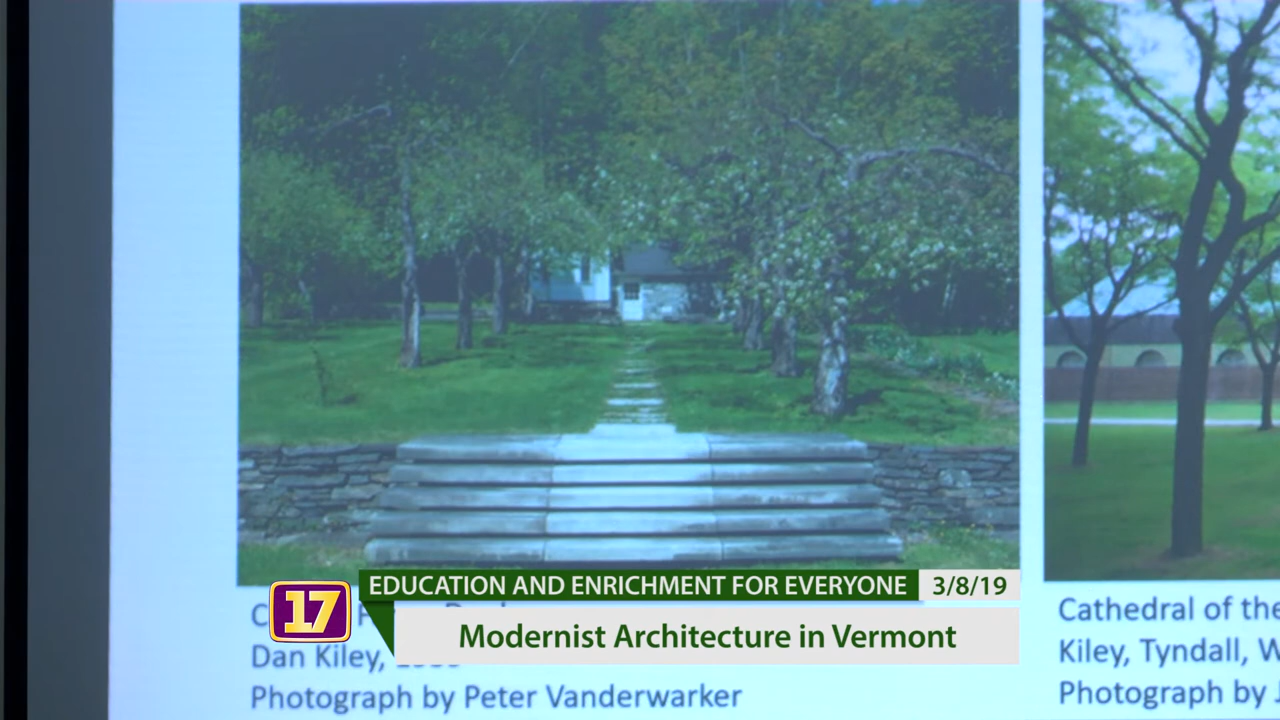 EDUCATION AND ENRICHMENT FOR EVERYONE 3/8/19
17
Modernist Architecture in Vermont
Dan Kiley,
Photograph by Peter Vanderwarker
Cathedral of the
Kiley, Tyndall, W
Photograph by J